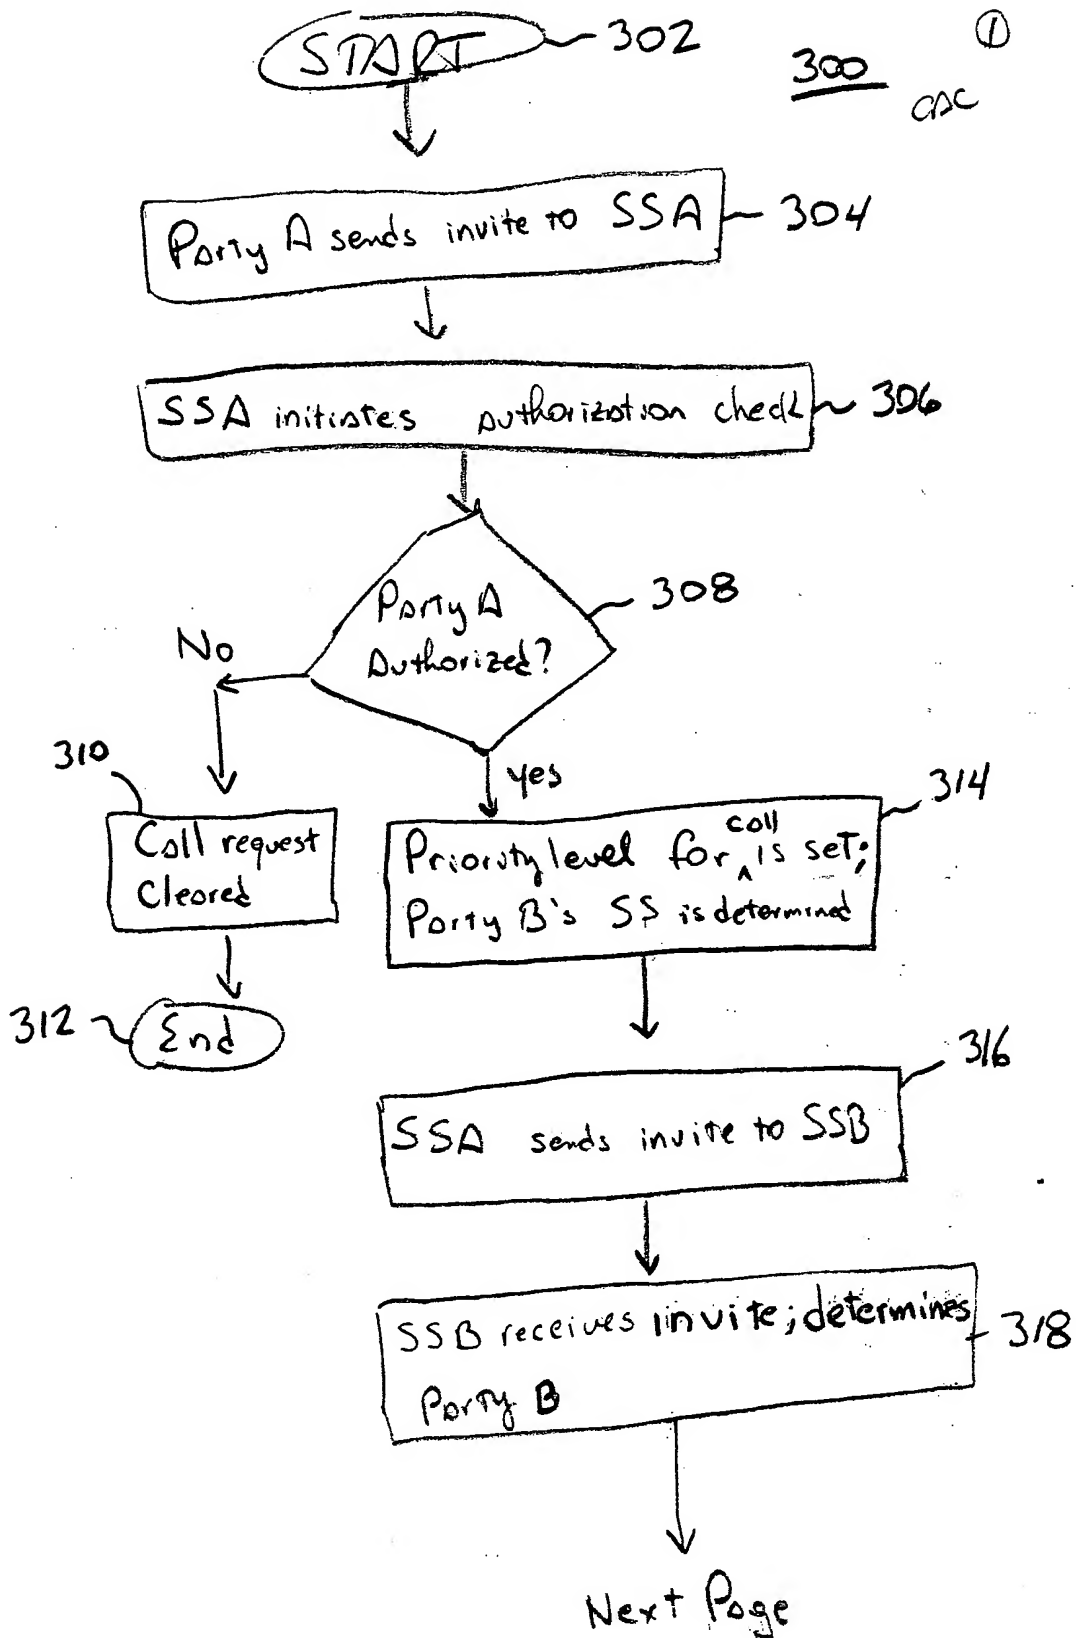 ①
START 302
300
CAC
Party A sends invite to SSA 304
SSA initiates authorization check 306
Party A
Authorized?
308
No
yes
310
Call request
Cleared
312
End
314
Priority level for call is set;
Party B's SS is determined
316
SSA sends invite to SSB
SSB receives invite; determines
Party B
318
Next Page